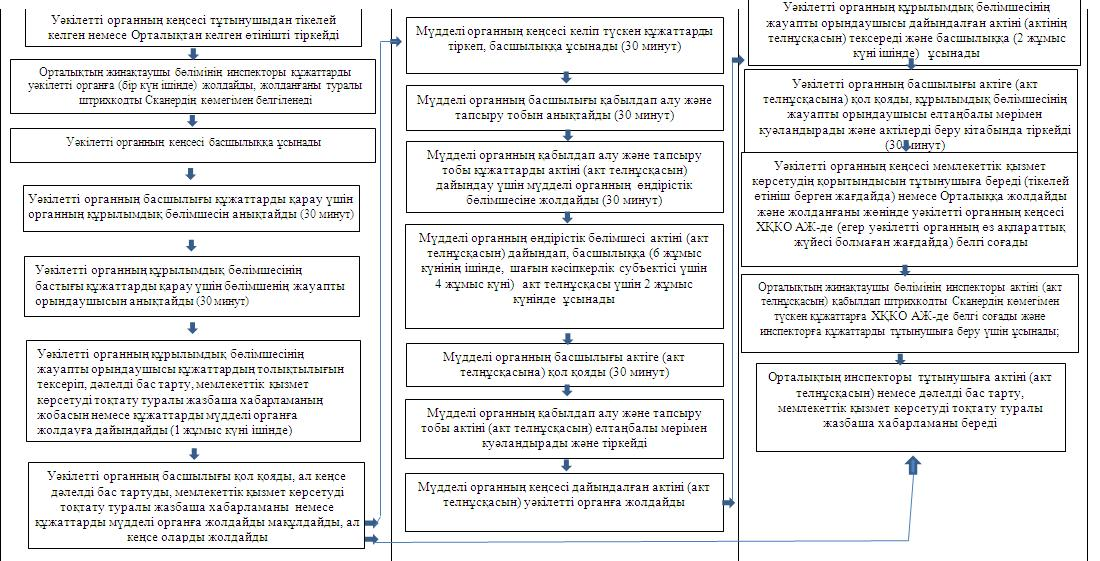 Уәкілетті органның кеңсесі тұтынушыдан тікелей
келген немесе Орталықтан келген өтінішті тіркейді
Орталықтың жинақтаушы бөлімінің инспекторы құжаттарды
уәкілетті органға (бір күн ішінде) жолдайды, жолданғаны туралы
штрихкодты Сканердің көмегімен белгіленеді
Уәкілетті органның кеңсесі басшылыққа ұсынады
Уәкілетті органның басшылығы құжаттарды қарау үшін
органның құрылымдық бөлімшесін анықтайды (30 минут)
Уәкілетті органның құрылымдық бөлімшесінің
бастығы құжаттарды қарау үшін бөлімшенің жауапты
орындаушысын анықтайды (30 минут)
Уәкілетті органның құрылымдық бөлімшесінің
жауапты орындаушысы құжаттардың толықтылығын
тексеріп, дәлелді бас тарту, мемлекеттік қызмет
көрсетуді тоқтату туралы жазбаша хабарламаның
жобасын немесе құжаттарды мүдделі органға
жолдауға дайындайды (1 жұмыс күні ішінде)
Уәкілетті органның басшылығы қол қояды, ал кеңсе
дәлелді бас тартуды, мемлекеттік қызмет көрсетуді
тоқтату туралы жазбаша хабарламаны немесе
құжаттарды мүдделі органға жолдайды мақұлдайды, ал
кеңсе оларды жолдайды
Мүдделі органның кеңсесі келіп түскен құжаттарды
тіркеп, басшылыққа ұсынады (30 минут)
Мүдделі органның басшылығы қабылдап алу және
тапсыру тобын анықтайды (30 минут)
Мүдделі органның қабылдап алу және тапсыру
тобы құжаттарды актіні (акт телнұсқасын)
дайындау үшін мүдделі органның өндірістік
бөлімшесіне жолдайды (30 минут)
Мүдделі органның өндірістік бөлімшесі актіні (акт
телнұсқасын) дайындап, басшылыққа (6 жұмыс
күнінің ішінде, шағын кәсіпкерлік субъектісі үшін
4 жұмыс күні) акт телнұсқасы үшін 2 жұмыс
күнінде ұсынады
Мүдделі органның басшылығы актіге (акт
телнұсқасына) қол қояды (30 минут)
Мүдделі органның қабылдап алу және тапсыру
тобы актіні (акт телнұсқасын) елтаңбалы мөрімен
куәландырады және тіркейді
Мүдделі органның кеңсесі дайындалған актіні (акт
телнұсқасын) уәкілетті органға жолдайды
Уәкілетті органның құрылымдық бөлімшесінің
жауапты орындаушысы дайындалған актіні (актінің
телнұсқасын) тексереді және басшылыққа (2 жұмыс
күні ішінде) ұсынады
Уәкілетті органның басшылығы актіге (акт
телнұсқасына) қол қояды, құрылымдық бөлімшесінің
жауапты орындаушысы елтаңбалы мөрімен
куәландырады және актілерді беру кітабында тіркейді
(30 минут)
Уәкілетті органның кеңсесі мемлекеттік қызмет
көрсетудің қорытындысын тұтынушыға береді (тікелей
өтініш берген жағдайда) немесе Орталыққа жолдайды
және жолданғаны жөнінде уәкілетті органның кеңсесі
ХҚКО АЖ-де (егер уәкілетті органның өз ақпараттық
жүйесі болмаған жағдайда) белгі соғады
Орталықтың жинақтаушы бөлімінің инспекторы актіні (акт
телнұсқасын) қабылдап штрихкодты Сканердің көмегімен
түскен құжаттарға ХҚКО АЖ-де белгі соғады және
инспекторға құжаттарды тұтынушыға беру үшін ұсынады;
Орталықтың инспекторы тұтынушыға актіні (акт
телнұсқасын) немесе дәлелді бас тарту,
мемлекеттік қызмет көрсетуді тоқтату туралы
жазбаша хабарламаны береді